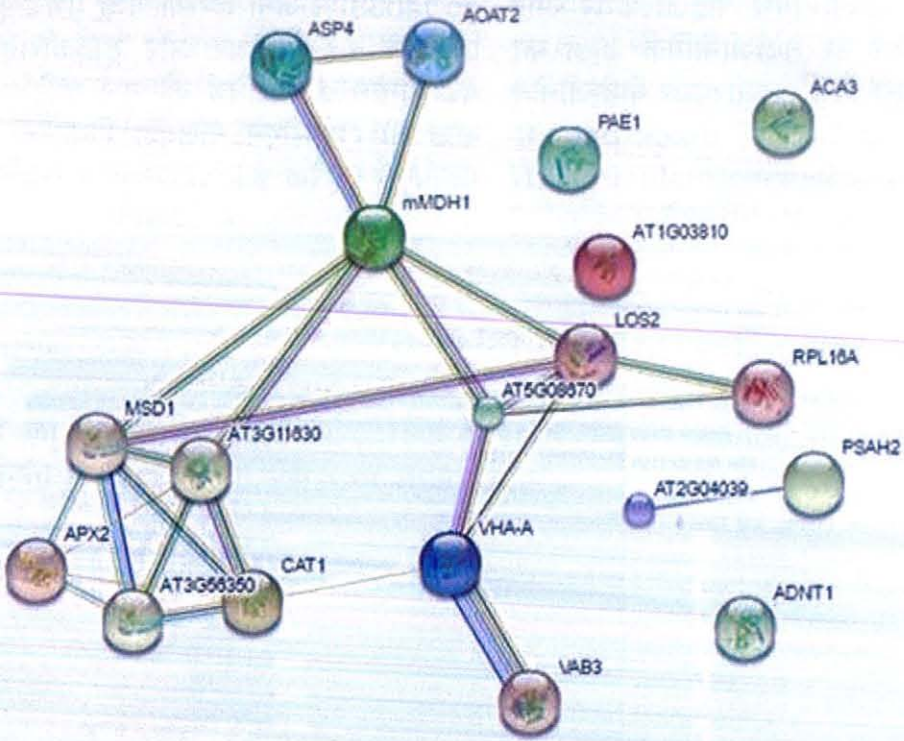 ASP4
AOAT2
ACA3
PAE1
mMDH1
AT1G03810
LOS2
RPL16A
AT5G08670
MSD1
AT3G11630
PSAH2
AT2G04039
VHA-A
APX2
CAT1
AT3G56350
ADNT1
VAB3